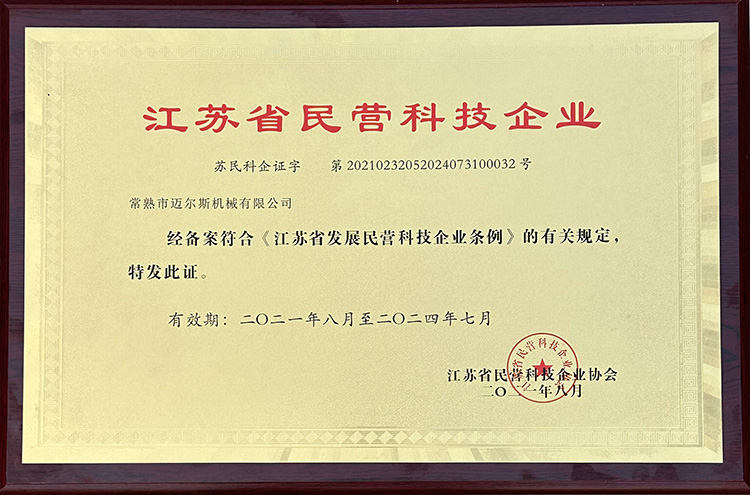 江苏省民营科技企业
苏民科企证字 第20210232052024073100032号
常熟市迈尔斯机械有限公司
经备案符合《江苏省发展民营科技企业条例》的有关规定，
特发此证。
有效期：二〇二一年八月至二〇二四年七月
江苏省民营科技企业协会
二〇二一年八月